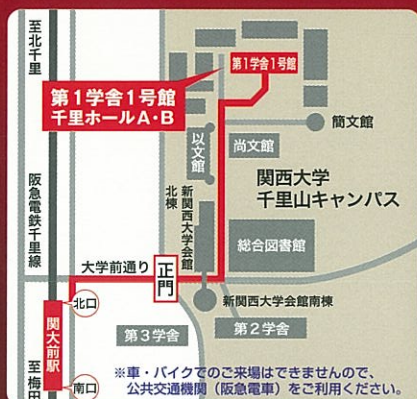 至北千里
第1学舎1号館
第1学舎1号館
千里ホールA・B
簡文館
以文館
尚文館
関西大学
千里山キャンパス
阪急電鉄千里線
新関西大学会館
北棟
総合図書館
大学前通り
正門
北口
新関西大学会館南棟
関大前駅
第3学舎
第2学舎
至梅田
南口
※車・バイクでのご来場はできませんので、
公共交通機関(阪急電車)をご利用ください。